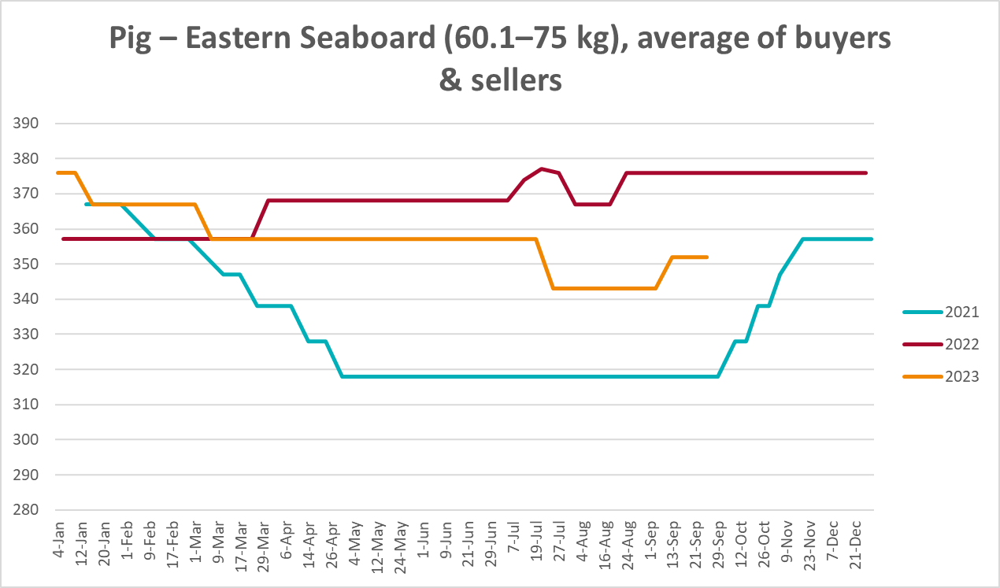 Pig – Eastern Seaboard (60.1–75 kg), average of buyers
& sellers
390
380
370
360
350
340
330
320
310
300
290
280
4-Jan
12-Jan
20-Jan
1-Feb
9-Feb
17-Feb
1-Mar
9-Mar
17-Mar
29-Mar
6-Apr
14-Apr
26-Apr
4-May
12-May
24-May
1-Jun
9-Jun
21-Jun
29-Jun
7-Jul
19-Jul
27-Jul
4-Aug
16-Aug
24-Aug
1-Sep
13-Sep
21-Sep
29-Sep
12-Oct
26-Oct
9-Nov
23-Nov
7-Dec
21-Dec
2021
2022
2023